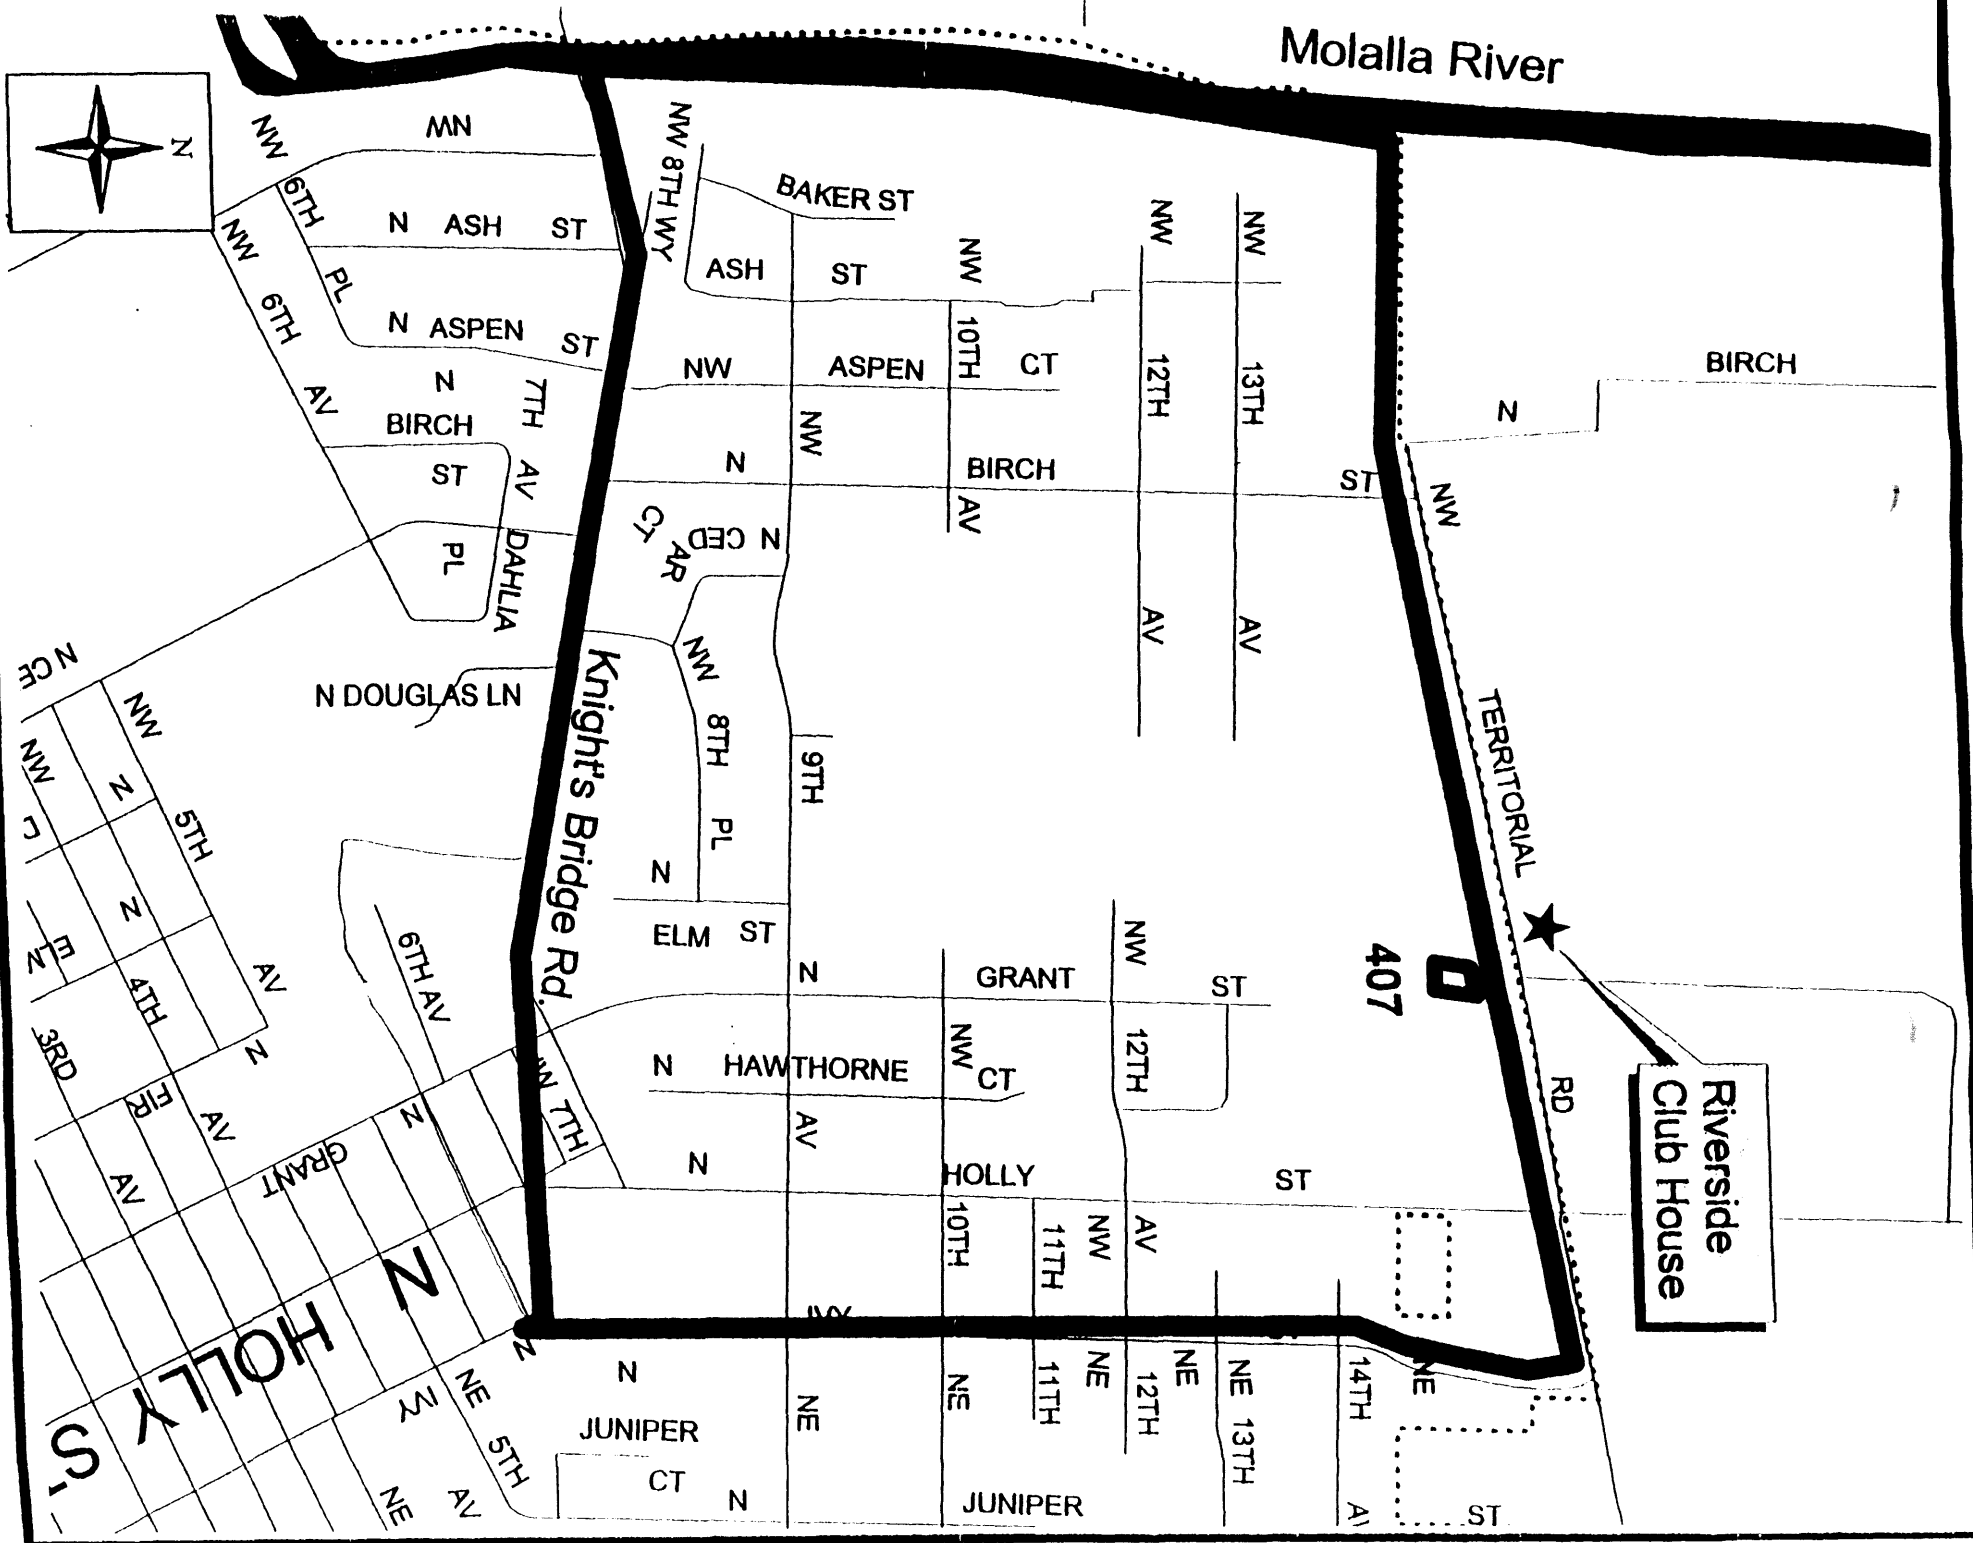 Molalla River
N
NW
NW
6TH
PL
NW
6TH
AV
N ASH ST
N ASPEN ST
N
BIRCH
ST
7TH
AV
PL
DAHLIA
N DOUGLAS LN
NW 8TH WY
BAKER ST
ASH ST
NW
10TH
AV
NW ASPEN CT
NW
12TH
AV
NW
13TH
AV
N BIRCH ST
N BIRCH
NW
TERRITORIAL
RD
N CED
AR
CT
NW
9TH
AV
NW
8TH
PL
Knight's Bridge Rd.
N
ELM ST
N GRANT ST
N HAWTHORNE CT
NW
10TH
NW
12TH
AV
N HOLLY ST
11TH
NW
407
Riverside
Club House
6TH AV
7TH
N CE
NW
5TH
AV
NW
N
N
N
4TH
AV
3RD
AV
N
N
GRANT
N
HOLLY
S
IVY
N
NE
5TH
AV
NE
IVY
N
JUNIPER
CT
NE
NE
11TH
NE
12TH
NE
NE
13TH
14TH
NE
N JUNIPER ST